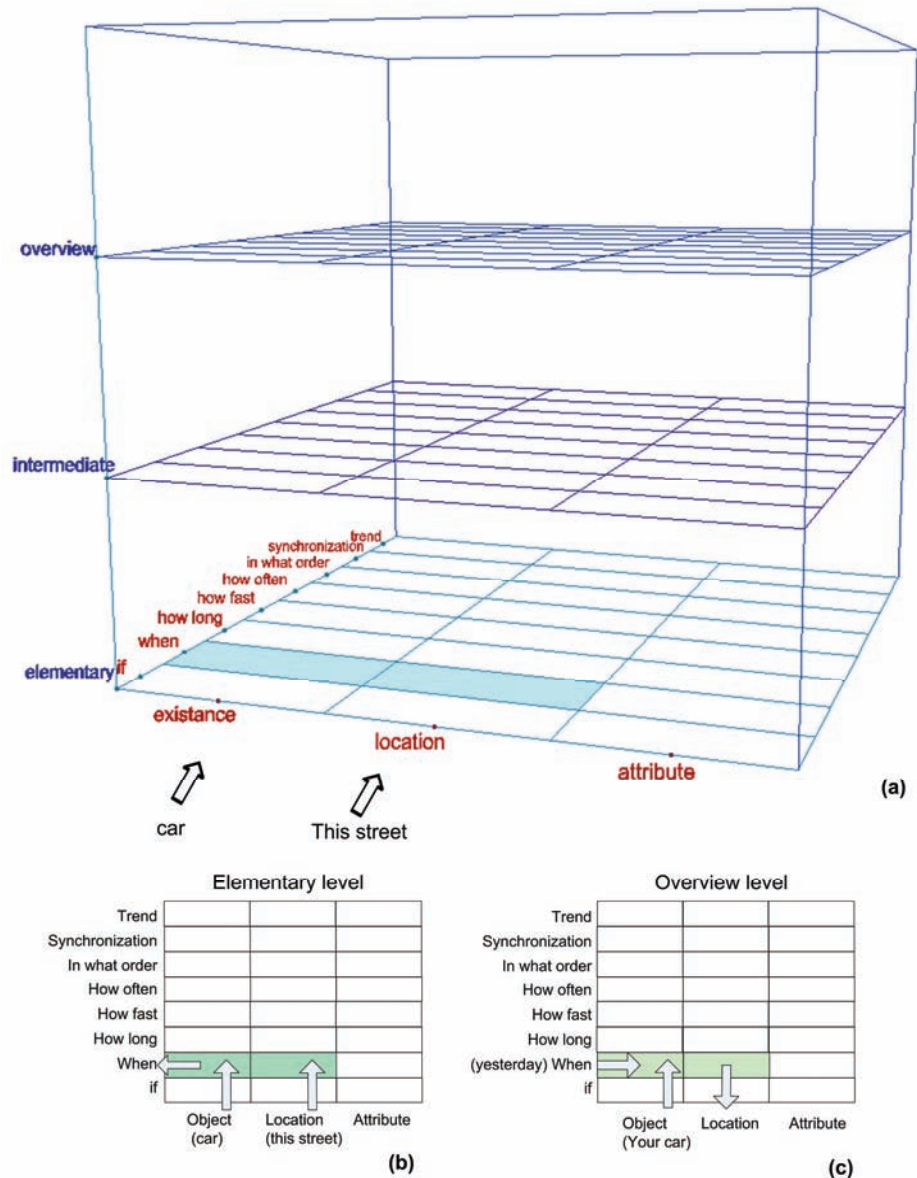 overview
intermediate
trend
synchronization
in what order
how often
how fast
how long
when
if
elementary
existance
location
attribute
(a)
car
This street
Elementary level
Trend
Synchronization
In what order
How often
How fast
How long
When
if
Object
(car)
Location
(this street)
Attribute
(b)
Overview level
Trend
Synchronization
In what order
How often
How fast
How long
(yesterday) When
if
Object
(Your car)
Location
Attribute
(c)